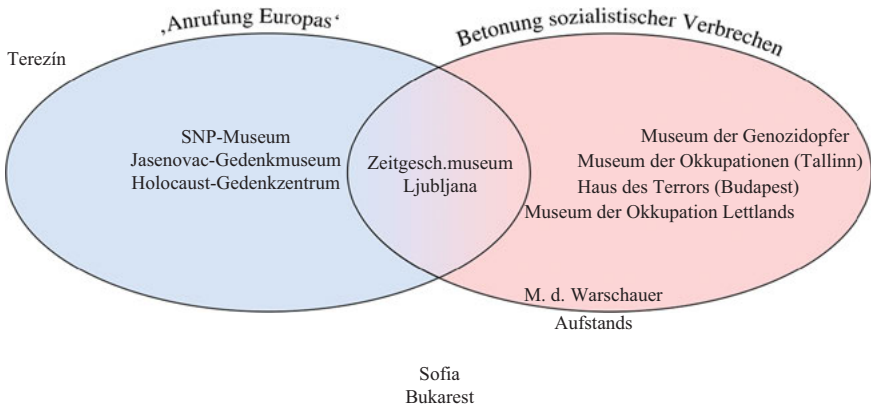 ‚Anrufung Europas‘
Betonung sozialistischer Verbrechen
Terezín
SNP-Museum
Jasenovac-Gedenkmuseum
Holocaust-Gedenkzentrum
Zeitgesch.museum
Ljubljana
Museum der Genozidopfer
Museum der Okkupationen (Tallinn)
Haus des Terrors (Budapest)
Museum der Okkupation Lettlands
M. d. Warschauer
Aufstands
Sofia
Bukarest